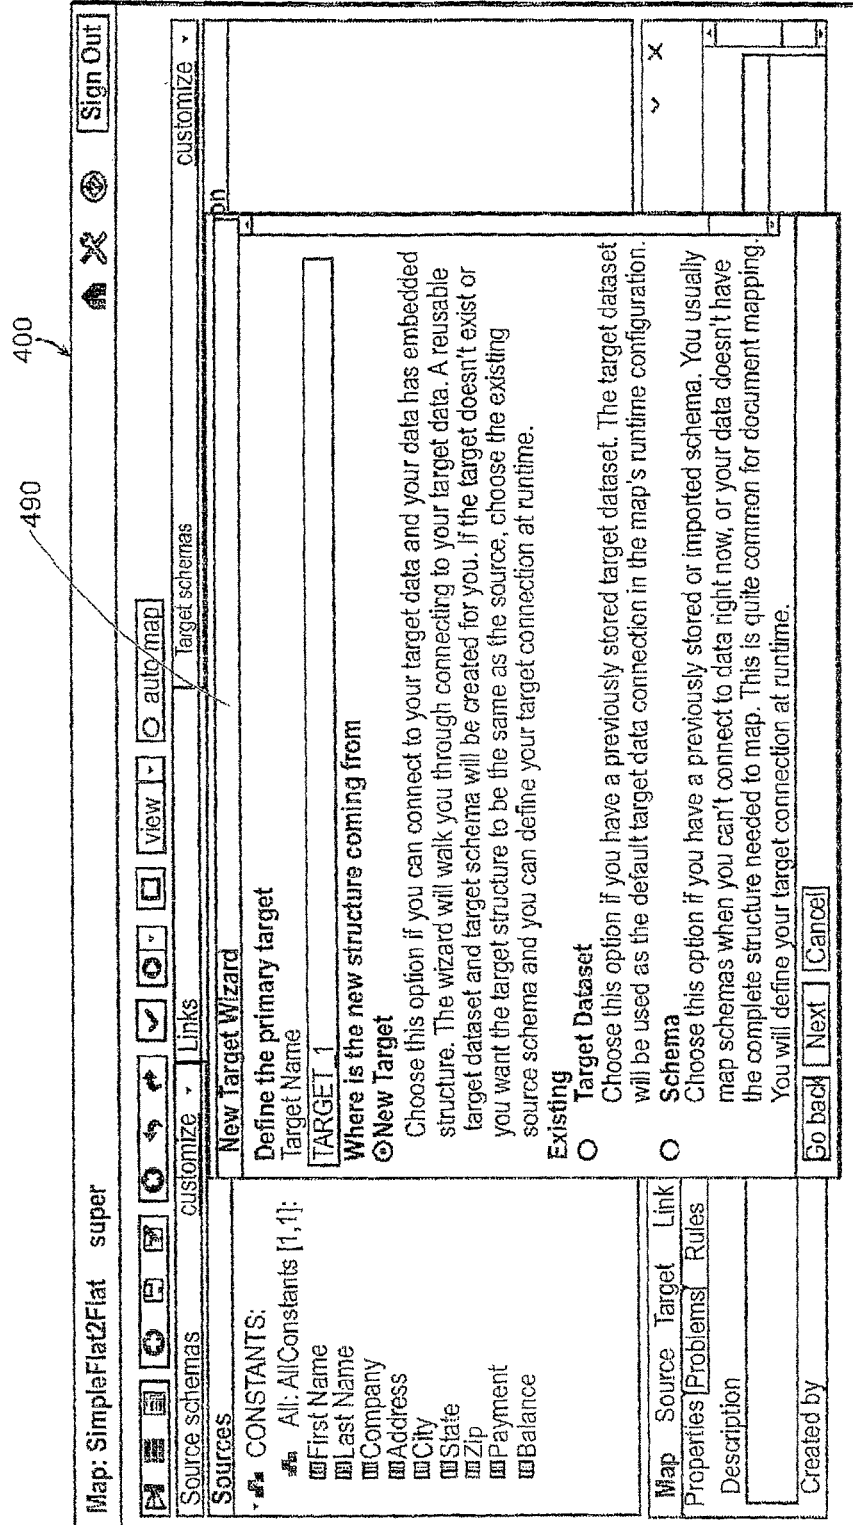 400
490
Map: SimpleFlat2Flat super
Sign Out
view
auto map
Source schemas
customize
Links
Target schemas
customize
Sources
CONSTANTS:
All: AllConstants [1,1]:
First Name
Last Name
Company
Address
City
State
Zip
Payment
Balance
on
New Target Wizard
Define the primary target
Target Name
TARGET 1
Where is the new structure coming from
New Target
Choose this option if you can connect to your target data and your data has embedded
structure. The wizard will walk you through connecting to your target data. A reusable
target dataset and target schema will be created for you. If the target doesn't exist or
you want the target structure to be the same as the source, choose the existing
source schema and you can define your target connection at runtime.
Existing
Target Dataset
Choose this option if you have a previously stored target dataset. The target dataset
will be used as the default target data connection in the map's runtime configuration.
Schema
Choose this option if you have a previously stored or imported schema. You usually
map schemas when you can't connect to data right now, or your data doesn't have
the complete structure needed to map. This is quite common for document mapping.
You will define your target connection at runtime.
Go back Next Cancel
Map Source Target Link
Properties Problems Rules
Description
Created by